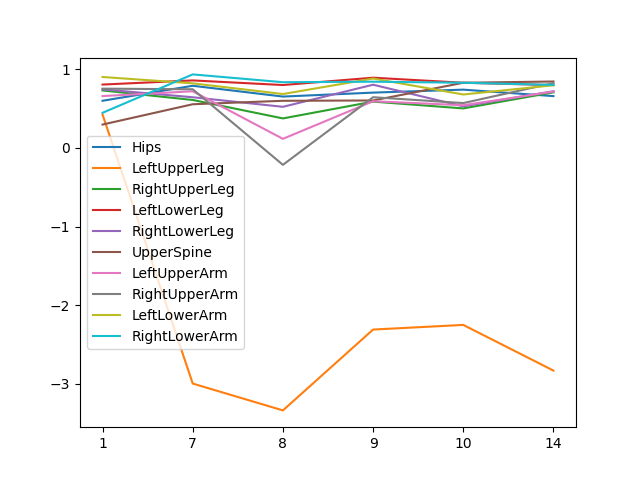 1
0
−1
−2
−3
Hips
LeftUpperLeg
RightUpperLeg
LeftLowerLeg
RightLowerLeg
UpperSpine
LeftUpperArm
RightUpperArm
LeftLowerArm
RightLowerArm
1 7 8 9 10 14